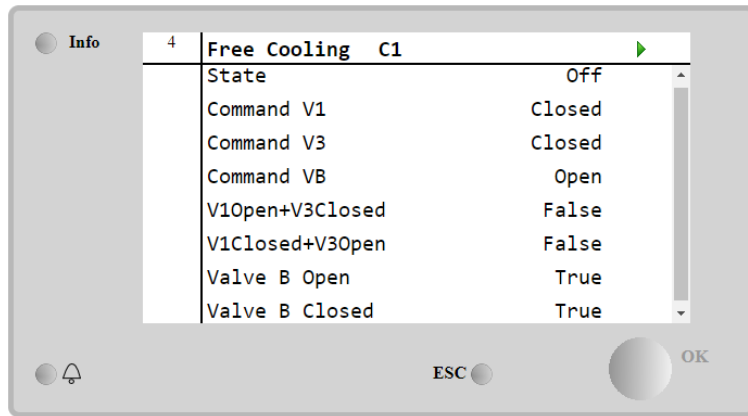 Info
4 Free Cooling C1
State Off
Command V1 Closed
Command V3 Closed
Command VB Open
V1Open+V3Closed False
V1Closed+V3Open False
Valve B Open True
Valve B Closed True
ESC
OK